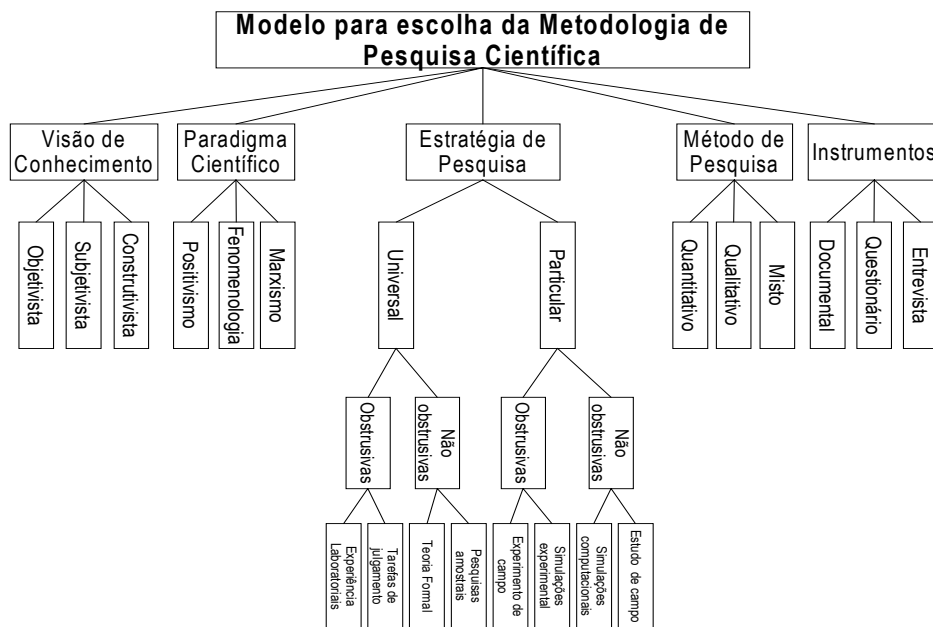 Modelo para escolha da Metodologia de
Pesquisa Científica
Visão de
Conhecimento
Paradigma
Científico
Estratégia de
Pesquisa
Método de
Pesquisa
Instrumentos
Objetivista
Subjetivista
Construtivista
Positivismo
Fenomenologia
Marxismo
Universal
Particular
Quantitativo
Qualitativo
Misto
Documental
Questionário
Entrevista
Obstrusivas
Não
obstrusivas
Obstrusivas
Não
obstrusivas
Experiência
Laboratoriais
Tarefas de
julgamento
Teoria Formal
Pesquisas
amostrais
Experimento de
campo
Simulações
experimental
Simulações
computacionais
Estudo de campo